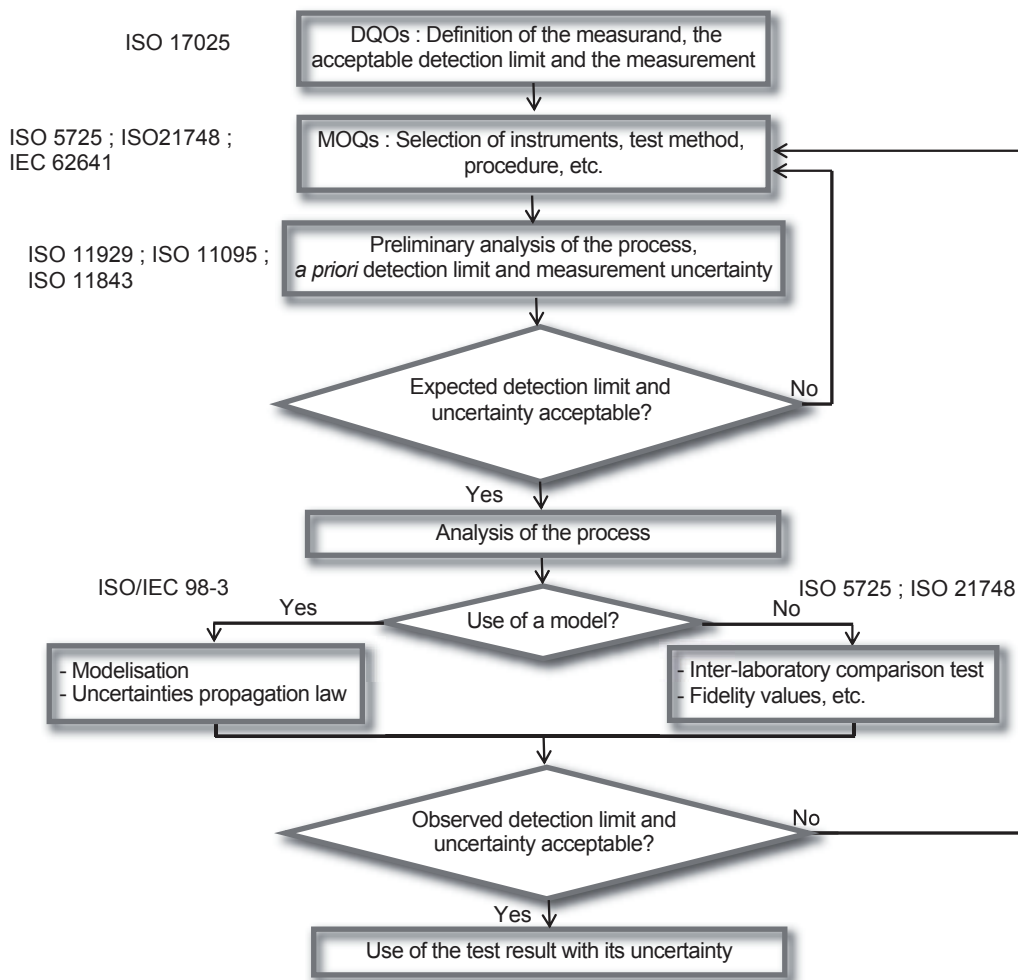 ISO 17025
DQOs : Definition of the measurand, the
acceptable detection limit and the measurement
ISO 5725 ; ISO21748 ;
IEC 62641
MOQs : Selection of instruments, test method,
procedure, etc.
ISO 11929 ; ISO 11095 ;
ISO 11843
Preliminary analysis of the process,
a priori detection limit and measurement uncertainty
Expected detection limit and
uncertainty acceptable?
No
Yes
Analysis of the process
ISO/IEC 98-3
ISO 5725 ; ISO 21748
Yes
Use of a model?
No
- Modelisation
- Uncertainties propagation law
- Inter-laboratory comparison test
- Fidelity values, etc.
Observed detection limit and
uncertainty acceptable?
No
Yes
Use of the test result with its uncertainty